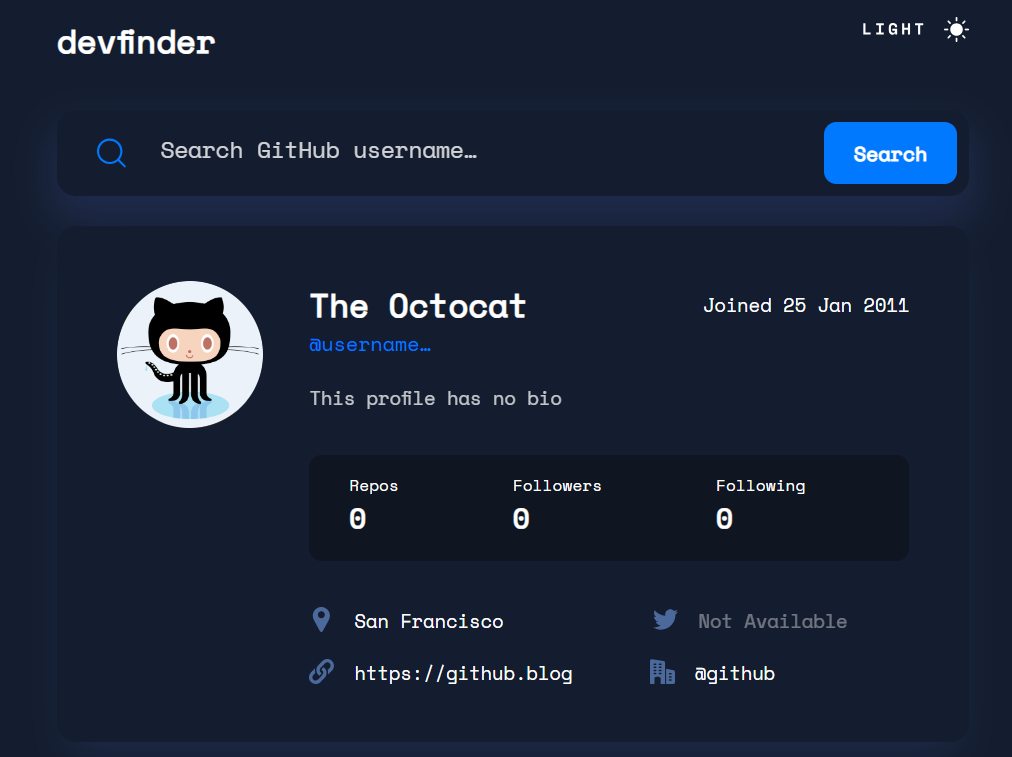 devfinder
LIGHT
Search GitHub username…
Search
The Octocat
Joined 25 Jan 2011
@username…
This profile has no bio
Repos
Followers
Following
0
0
0
San Francisco
Not Available
https://github.blog
@github